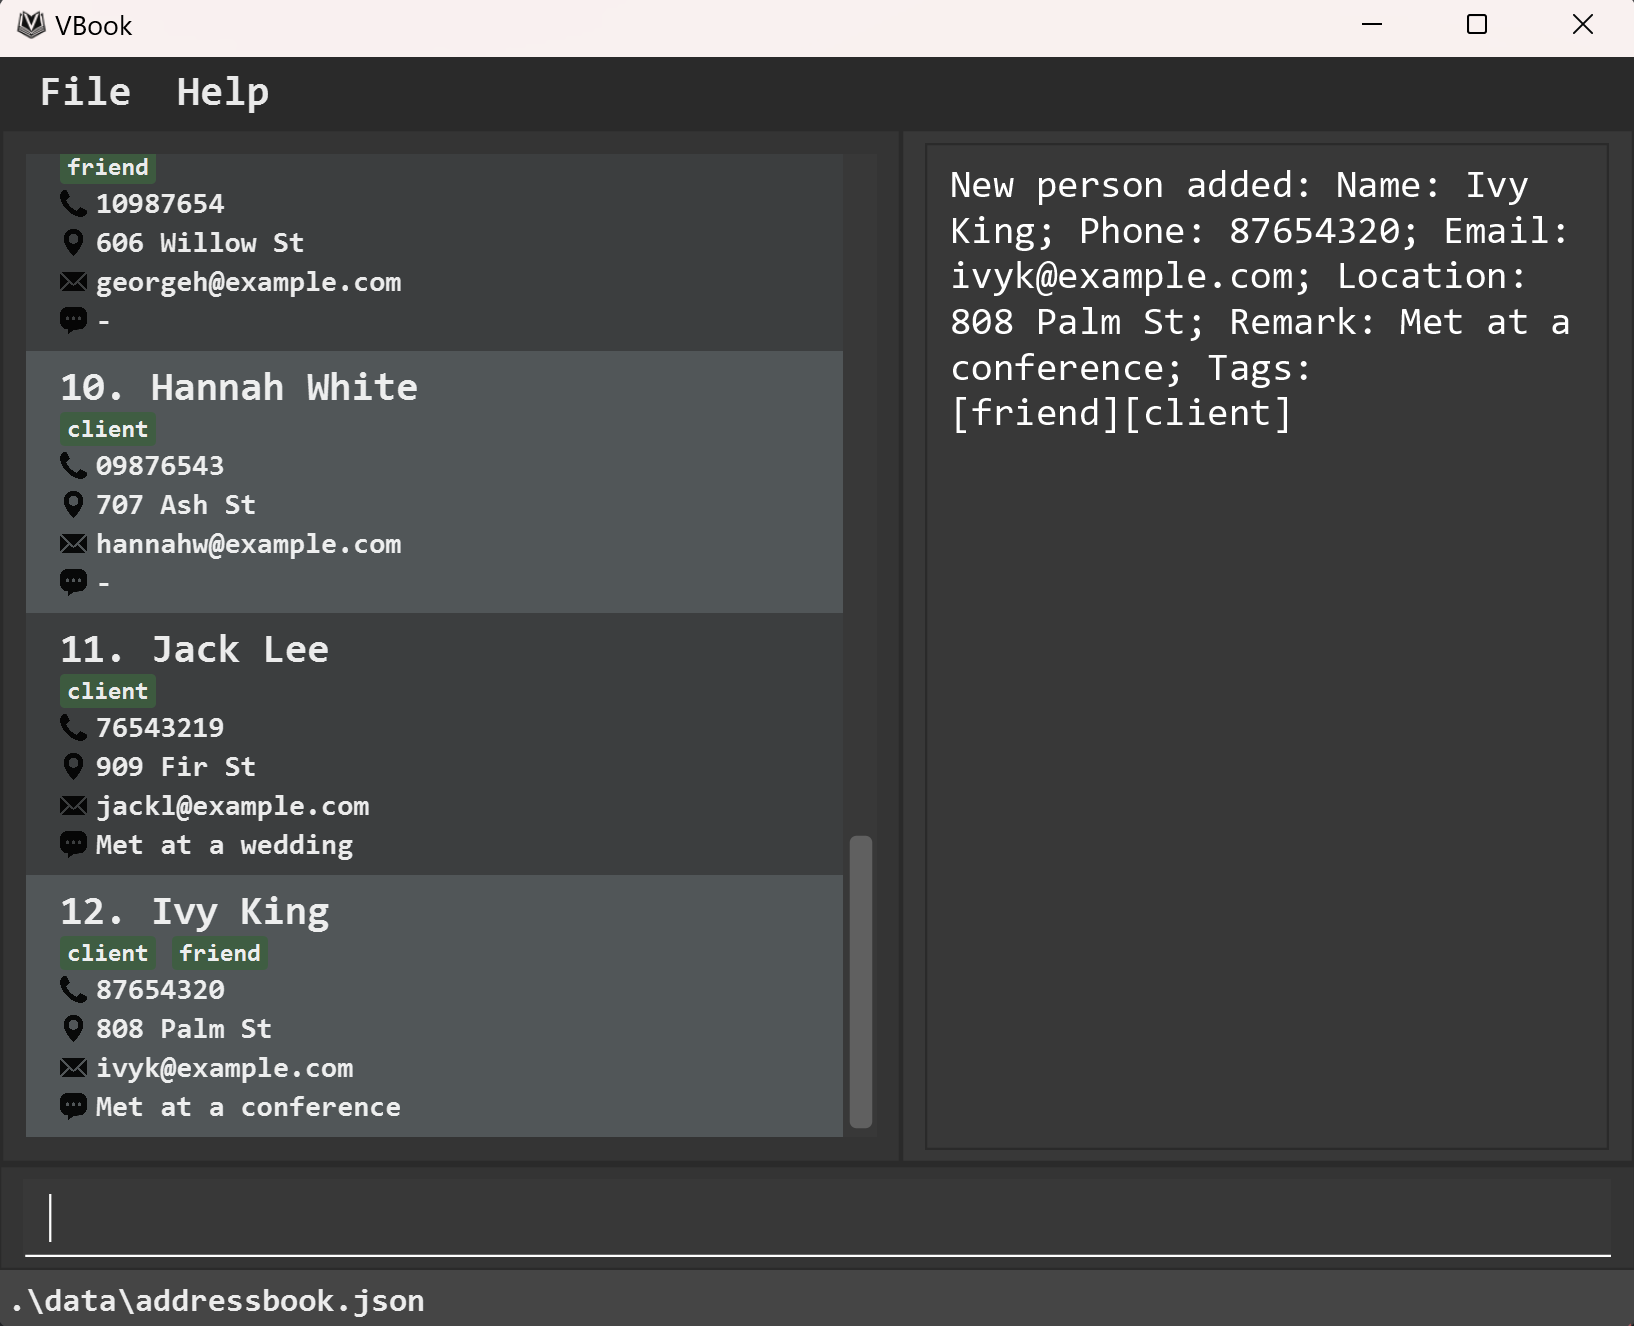 VBook
File Help
friend
10987654
606 Willow St
georgeh@example.com
-
10. Hannah White
client
09876543
707 Ash St
hannahw@example.com
-
11. Jack Lee
client
76543219
909 Fir St
jackl@example.com
Met at a wedding
12. Ivy King
client friend
87654320
808 Palm St
ivyk@example.com
Met at a conference
New person added: Name: Ivy
King; Phone: 87654320; Email:
ivyk@example.com; Location:
808 Palm St; Remark: Met at a
conference; Tags:
[friend][client]
.\data\addressbook.json